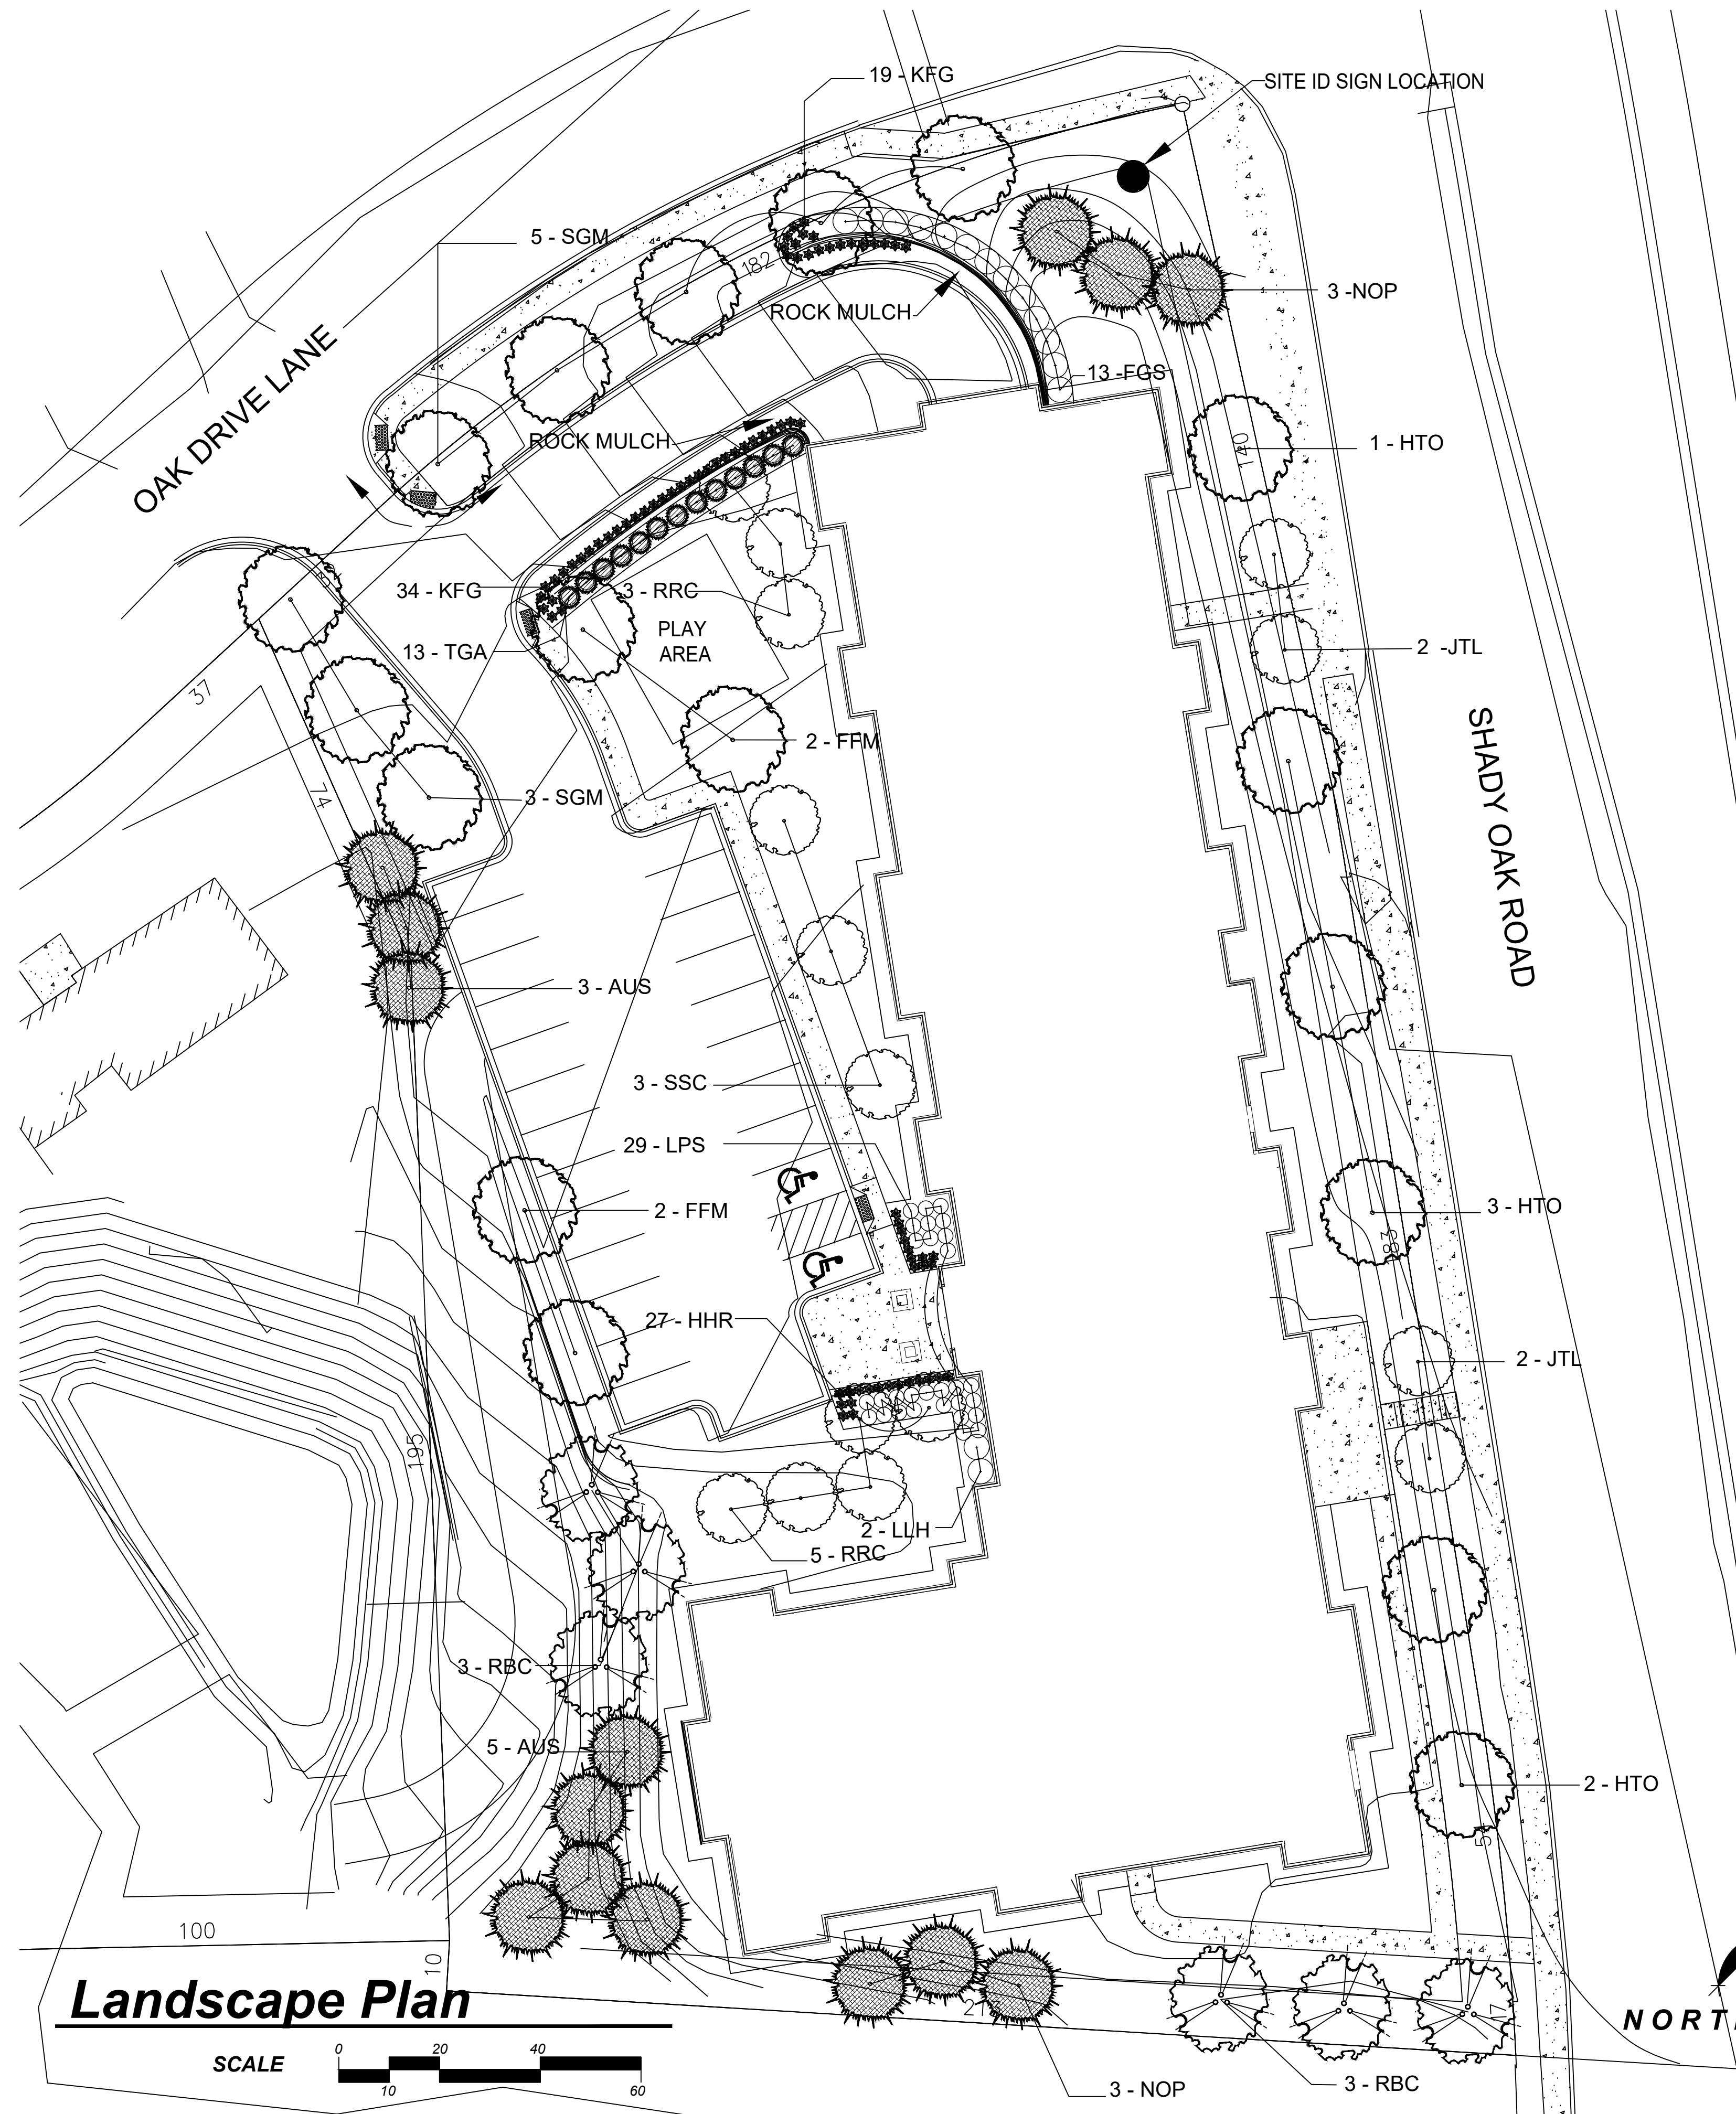 19 - KFG
SITE ID SIGN LOCATION
5 - SGM
182
3 -NOP
ROCK MULCH
OAK DRIVE LANE
13 -FGS
ROCK MULCH
1 - HTO
140
34 - KFG
3 - RRC
PLAY
AREA
13 - TGA
2 -JTL
37
2 - FFM
SHADY OAK ROAD
74
3 - SGM
3 - AUS
3 - SSC
29 - LPS
2 - FFM
3 - HTO
83
27 - HHR
2 - JTL
195
2 - LLH
5 - RRC
3 - RBC
5 - AUS
2 - HTO
100
10
Landscape Plan
NORT
SCALE
0
20
40
10
60
3 - NOP
3 - RBC